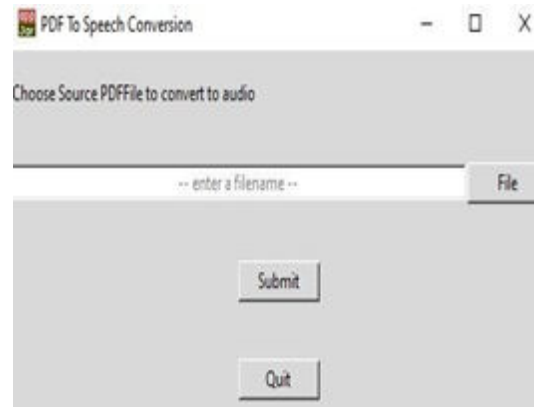 PDF To Speech Conversion
Choose Source PDFFile to convert to audio
-- enter a filename --
File
Submit
Quit